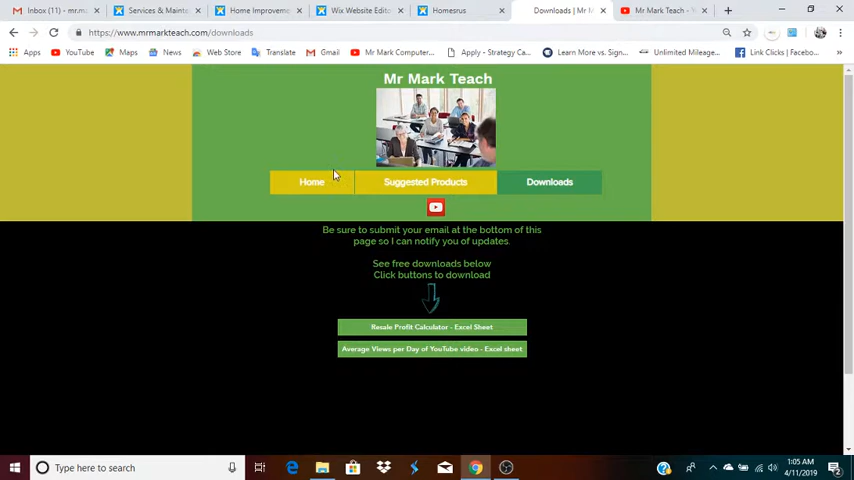 Inbox (11) - mr.m
Services & Maint
Home Improveme
Wix Website Edito
Homesrus
Downloads | Mr M
Mr Mark Teach - Y
https://www.mrmarkteach.com/downloads
Apps
YouTube
Maps
News
Web Store
Translate
Gmail
Mr Mark Computer...
Apply - Strategy Ca...
Learn More vs. Sign...
Unlimited Mileage...
Link Clicks | Facebo...
Mr Mark Teach
Home
Suggested Products
Downloads
Be sure to submit your email at the bottom of this
page so I can notify you of updates.
See free downloads below
Click buttons to download
Resale Profit Calculator - Excel Sheet
Average Views per Day of YouTube video - Excel sheet
Type here to search
1:05 AM
4/11/2019
2